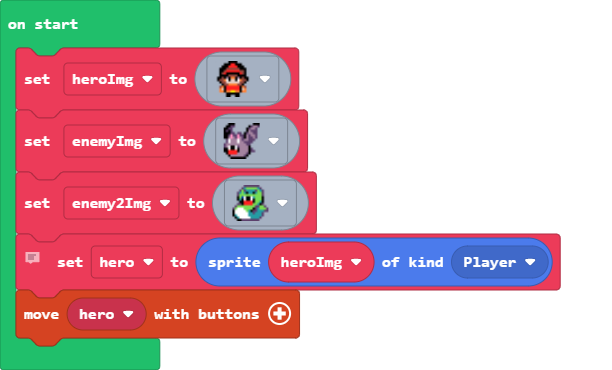 on start
set heroImg to
set enemyImg to
set enemy2Img to
set hero to sprite heroImg of kind Player
move hero with buttons